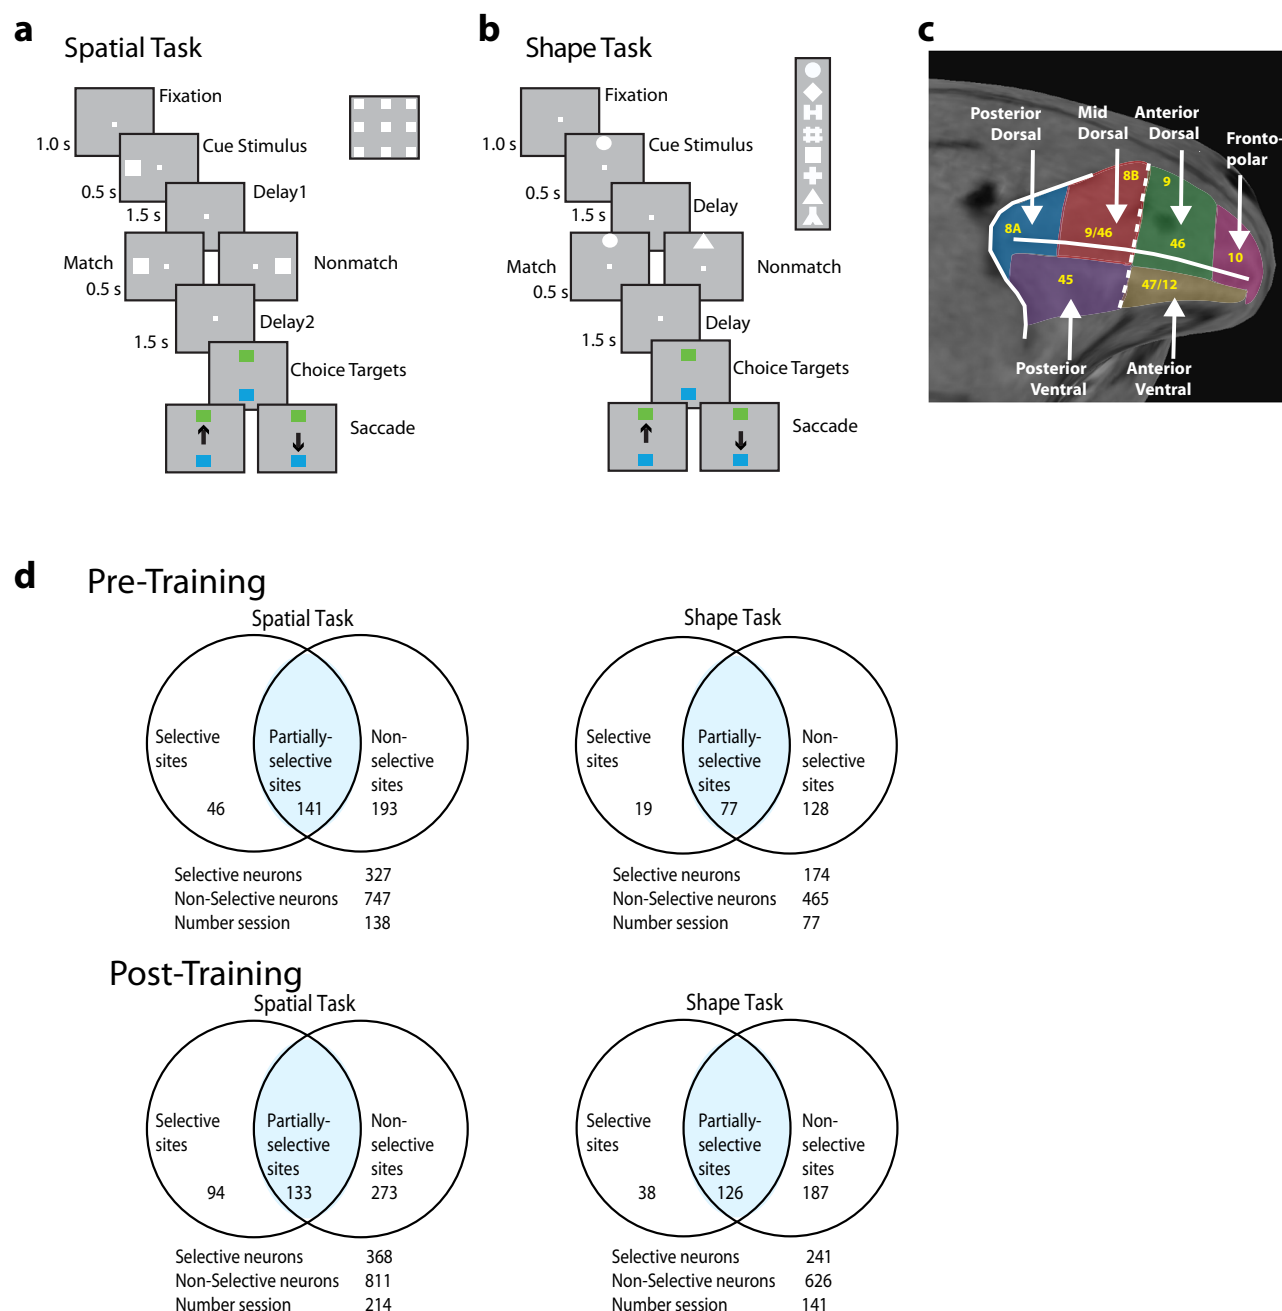 a
Spatial Task
Fixation
1.0 s
Cue Stimulus
0.5 s
Delay1
1.5 s
Match
Nonmatch
0.5 s
Delay2
1.5 s
Choice Targets
Saccade
b
Shape Task
Fixation
1.0 s
Cue Stimulus
0.5 s
Delay
1.5 s
Match
Nonmatch
0.5 s
Delay
1.5 s
Choice Targets
Saccade
c
Posterior
Dorsal
Mid
Dorsal
Anterior
Dorsal
Fronto-
polar
8B
9
8A
9/46
46
10
45
47/12
Posterior
Ventral
Anterior
Ventral
d
Pre-Training
Spatial Task
Selective
sites
46
Partially-
selective
sites
141
Non-
selective
sites
193
Selective neurons 327
Non-Selective neurons 747
Number session 138
Shape Task
Selective
sites
19
Partially-
selective
sites
77
Non-
selective
sites
128
Selective neurons 174
Non-Selective neurons 465
Number session 77
Post-Training
Spatial Task
Selective
sites
94
Partially-
selective
sites
133
Non-
selective
sites
273
Selective neurons 368
Non-Selective neurons 811
Number session 214
Shape Task
Selective
sites
38
Partially-
selective
sites
126
Non-
selective
sites
187
Selective neurons 241
Non-Selective neurons 626
Number session 141